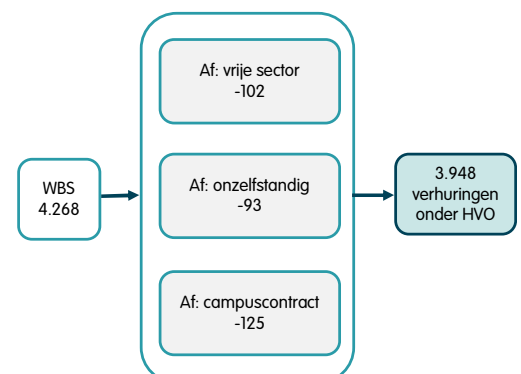 WBS
4.268
Af: vrije sector
-102
Af: onzelfstandig
-93
Af: campuscontract
-125
3.948
verhuringen
onder HVO